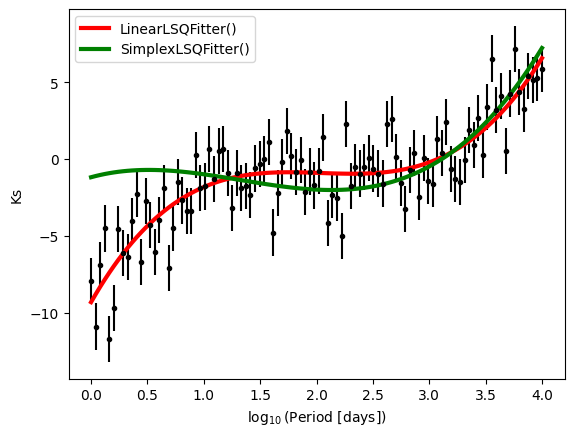 LinearLSQFitter()
SimplexLSQFitter()
5
0
−5
−10
Ks
0.0 0.5 1.0 1.5 2.0 2.5 3.0 3.5 4.0
log₁₀(Period [days])